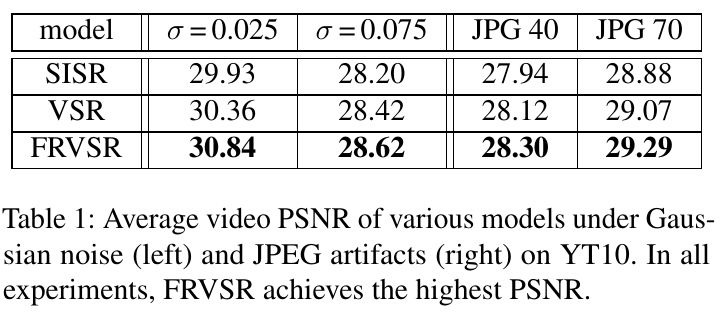 model σ = 0.025 σ = 0.075 JPG 40 JPG 70
SISR 29.93 28.20 27.94 28.88
VSR 30.36 28.42 28.12 29.07
FRVSR 30.84 28.62 28.30 29.29
Table 1: Average video PSNR of various models under Gaus-
sian noise (left) and JPEG artifacts (right) on YT10. In all
experiments, FRVSR achieves the highest PSNR.